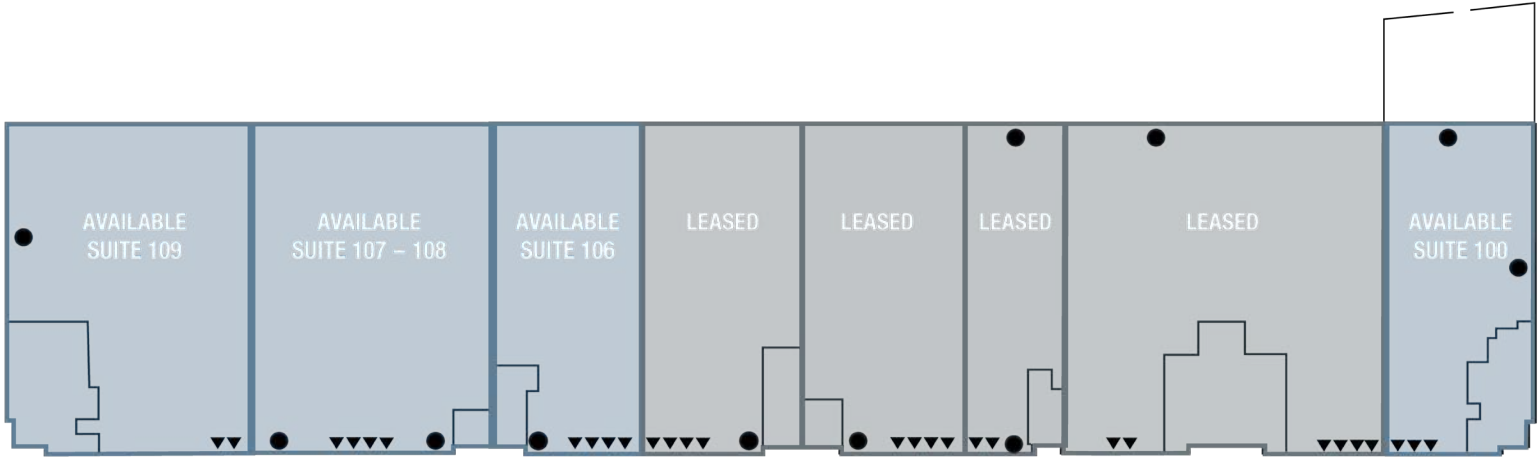 AVAILABLE
SUITE 109
AVAILABLE
SUITE 107 – 108
AVAILABLE
SUITE 106
LEASED
LEASED
LEASED
LEASED
AVAILABLE
SUITE 100